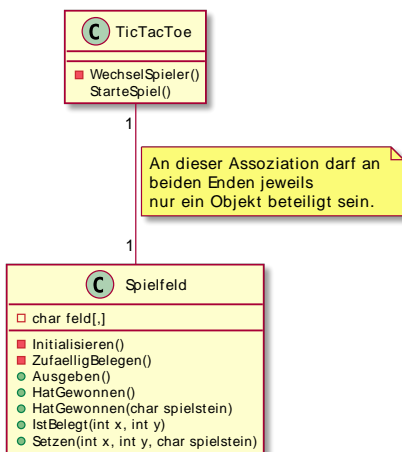 C TicTacToe
WechselSpieler()
StarteSpiel()
1
An dieser Assoziation darf an
beiden Enden jeweils
nur ein Objekt beteiligt sein.
1
C Spielfeld
char feld[,]
Initialisieren()
ZufaelligBelegen()
Ausgeben()
HatGewonnen()
HatGewonnen(char spielstein)
IstBelegt(int x, int y)
Setzen(int x, int y, char spielstein)